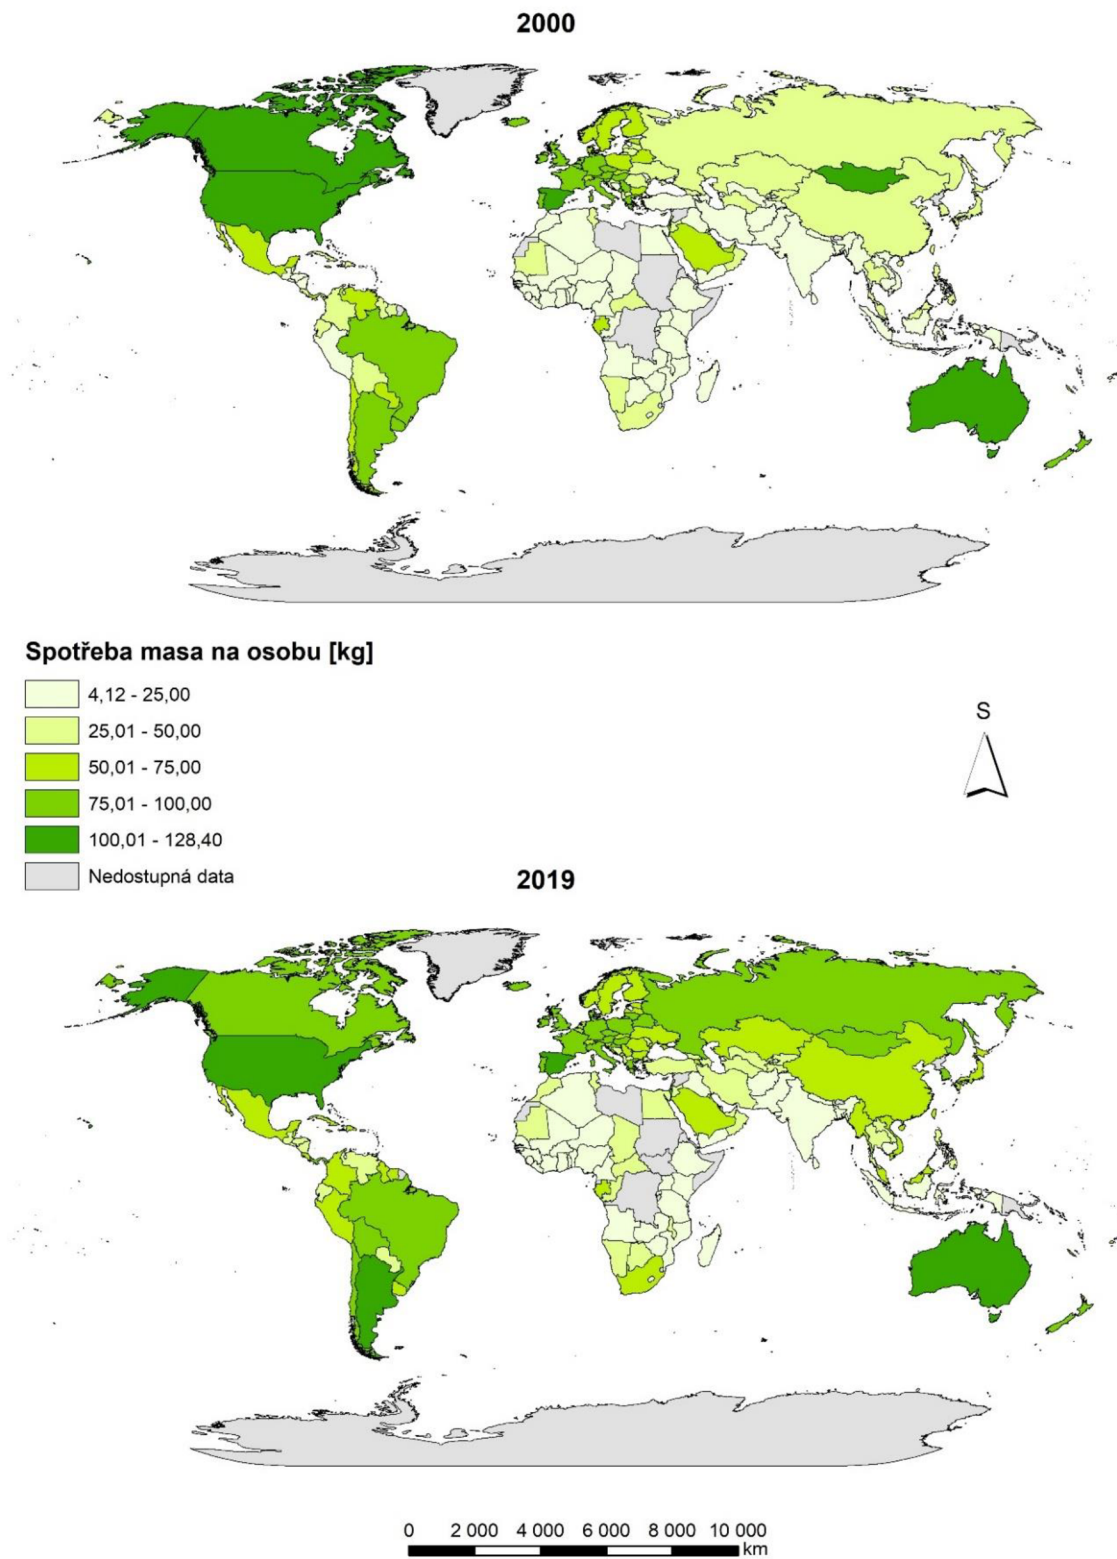 2000
Spotřeba masa na osobu [kg]
4,12 - 25,00
25,01 - 50,00
50,01 - 75,00
75,01 - 100,00
100,01 - 128,40
Nedostupná data
S
2019
0 2 000 4 000 6 000 8 000 10 000
km